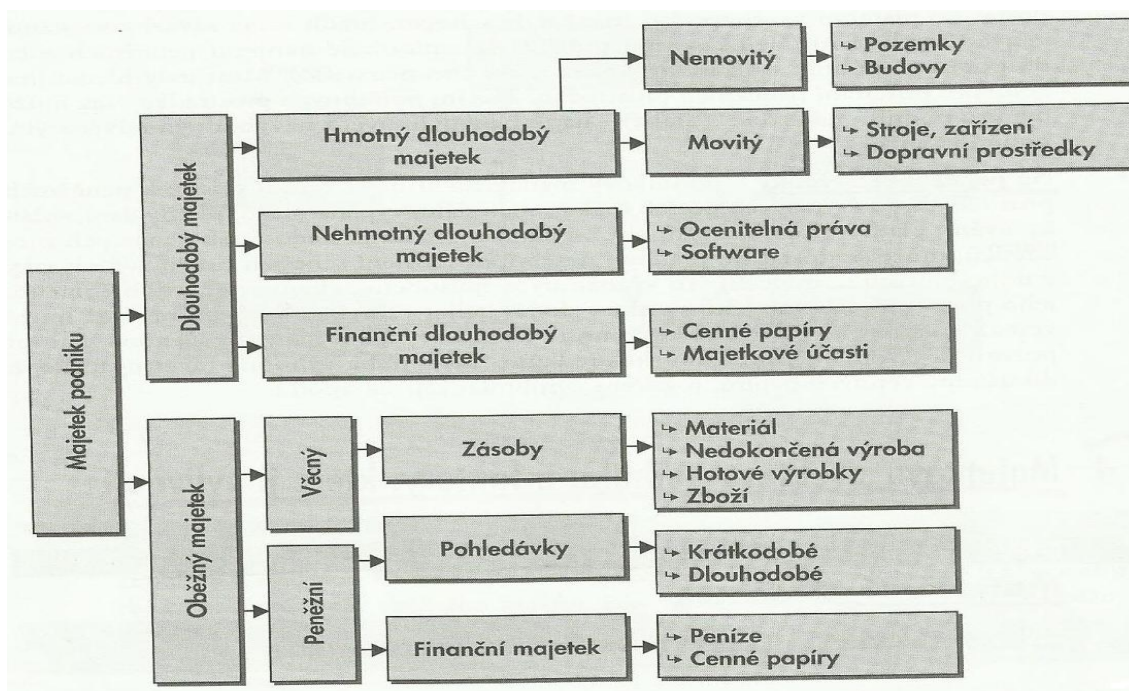 Majetek podniku
Dlouhodobý majetek
Hmotný dlouhodobý
majetek
Nemovitý
↳ Pozemky
↳ Budovy
Movitý
↳ Stroje, zařízení
↳ Dopravní prostředky
Nehmotný dlouhodobý
majetek
↳ Ocenitelná práva
↳ Software
Finanční dlouhodobý
majetek
↳ Cenné papíry
↳ Majetkové účasti
Oběžný majetek
Věcný
Zásoby
↳ Materiál
↳ Nedokončená výroba
↳ Hotové výrobky
↳ Zboží
Peněžní
Pohledávky
↳ Krátkodobé
↳ Dlouhodobé
Finanční majetek
↳ Peníze
↳ Cenné papíry